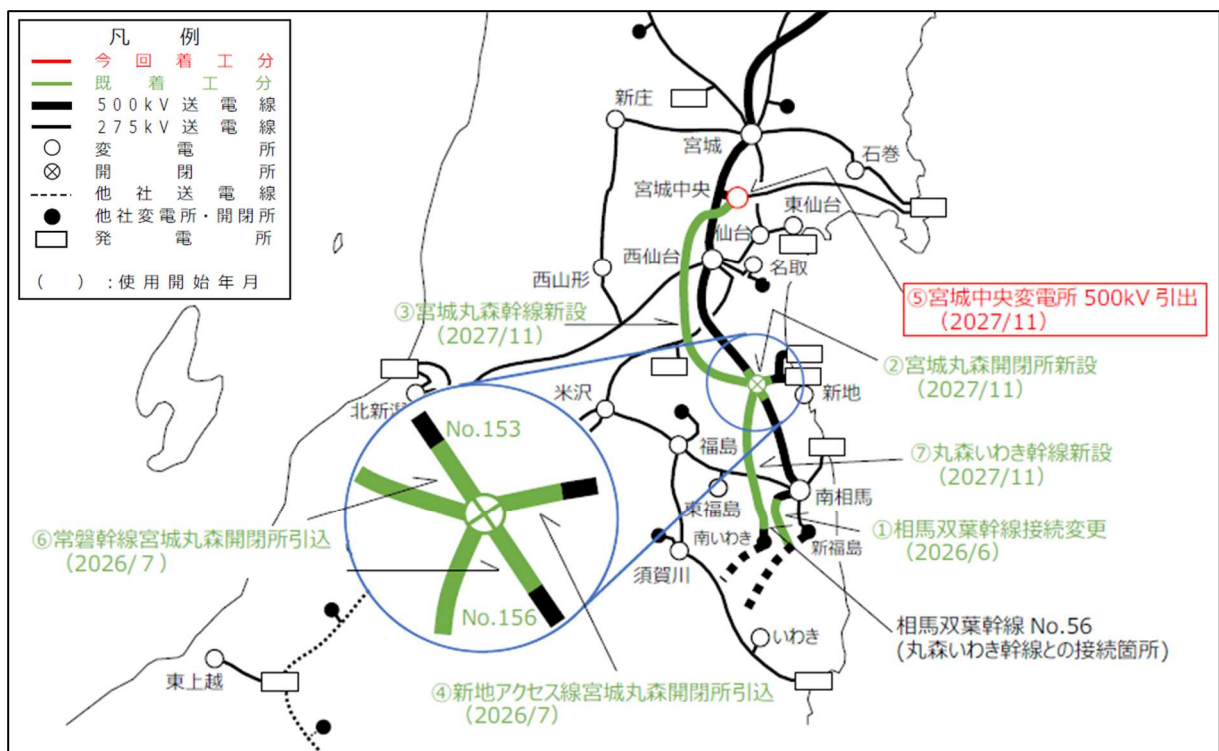 凡 例
今回着工分
既着工分
500kV送電線
275kV送電線
変電所
開閉所
他社送電線
他社変電所・開閉所
発電所
( ) :使用開始年月
新庄
宮城
石巻
宮城中央
東仙台
仙台
西仙台
名取
西山形
⑤宮城中央変電所 500kV 引出
(2027/11)
③宮城丸森幹線新設
(2027/11)
②宮城丸森開閉所新設
(2027/11)
新地
北新潟
米沢
No.153
福島
⑦丸森いわき幹線新設
(2027/11)
南相馬
東福島
①相馬双葉幹線接続変更
(2026/6)
⑥常磐幹線宮城丸森開閉所引込
(2026/7)
南いわき
新福島
須賀川
No.156
相馬双葉幹線 No.56
(丸森いわき幹線との接続箇所)
いわき
東上越
④新地アクセス線宮城丸森開閉所引込
(2026/7)